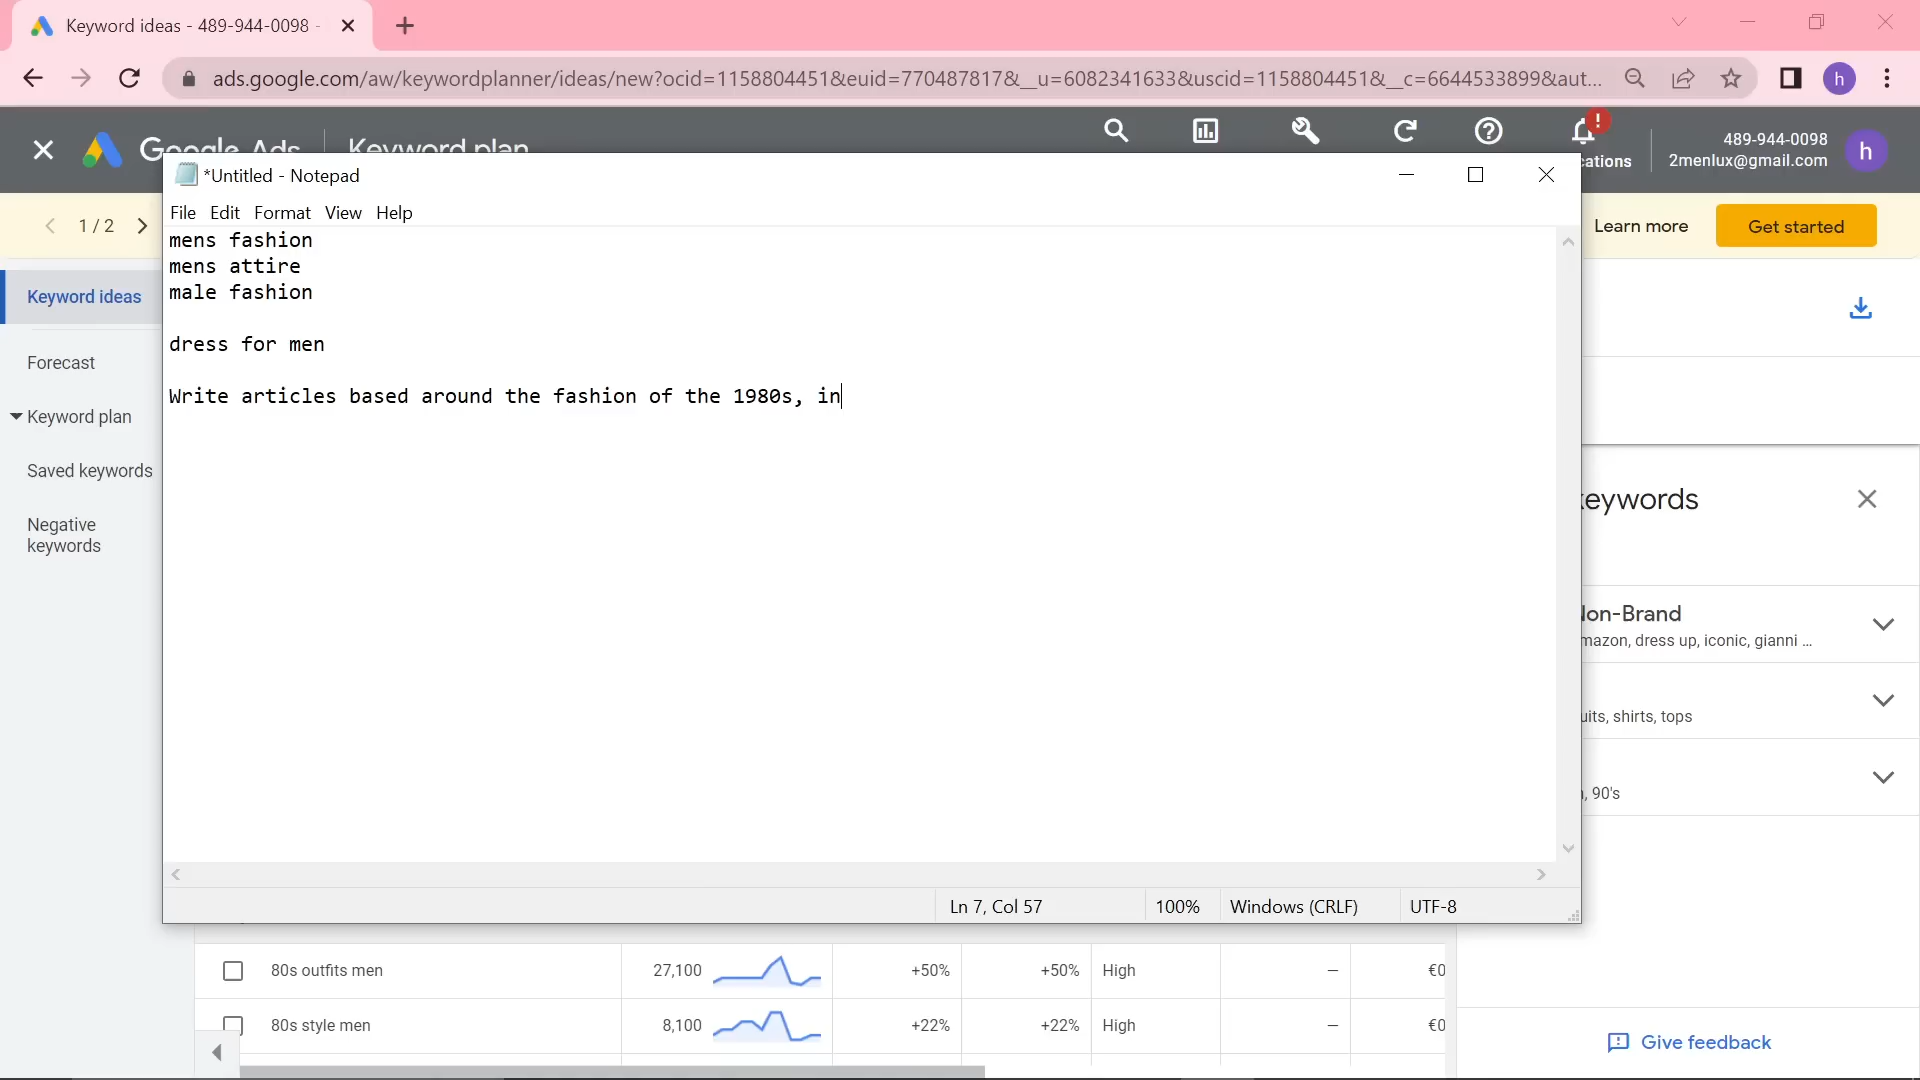 Keyword ideas - 489-944-0098 -
ads.google.com/aw/keywordplanner/ideas/new?ocid=1158804451&euid=770487817&__u=6082341633&uscid=1158804451&__c=6644533899&aut...
h
Google Ads
Keyword plan
!
489-944-0098
cations
2menlux@gmail.com
h
*Untitled - Notepad
File Edit Format View Help
1 / 2
Learn more
Get started
mens fashion
mens attire
male fashion
dress for men
Write articles based around the fashion of the 1980s, in
Keyword ideas
Forecast
Keyword plan
Saved keywords
Negative
keywords
eywords
on-Brand
mazon, dress up, iconic, gianni ...
uits, shirts, tops
, 90's
Ln 7, Col 57
100%
Windows (CRLF)
UTF-8
80s outfits men 27,100 +50% +50% High – €0
80s style men 8,100 +22% +22% High – €0
Give feedback